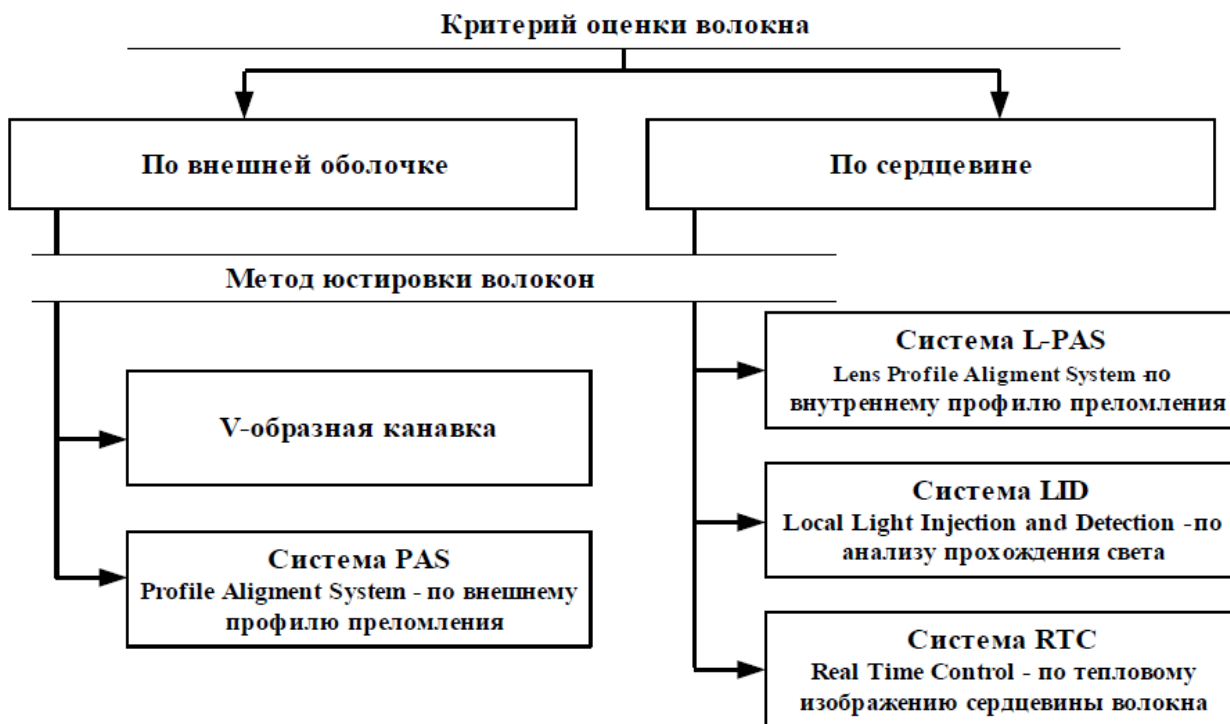 Критерий оценки волокна
По внешней оболочке
По сердцевине
Метод юстировки волокон
V-образная канавка
Система PAS
Profile Aligment System - по внешнему
профилю преломления
Система L-PAS
Lens Profile Aligment System -по
внутреннему профилю преломления
Система LID
Local Light Injection and Detection -по
анализу прохождения света
Система RTC
Real Time Control - по тепловому
изображению сердцевины волокна